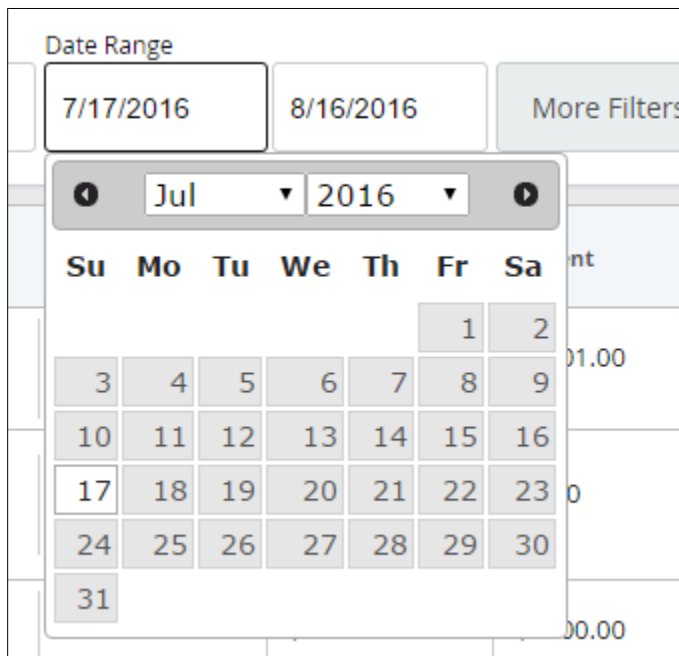 Date Range
7/17/2016 8/16/2016 More Filters
Jul 2016
Su Mo Tu We Th Fr Sa
1 2
3 4 5 6 7 8 9
10 11 12 13 14 15 16
17 18 19 20 21 22 23
24 25 26 27 28 29 30
31